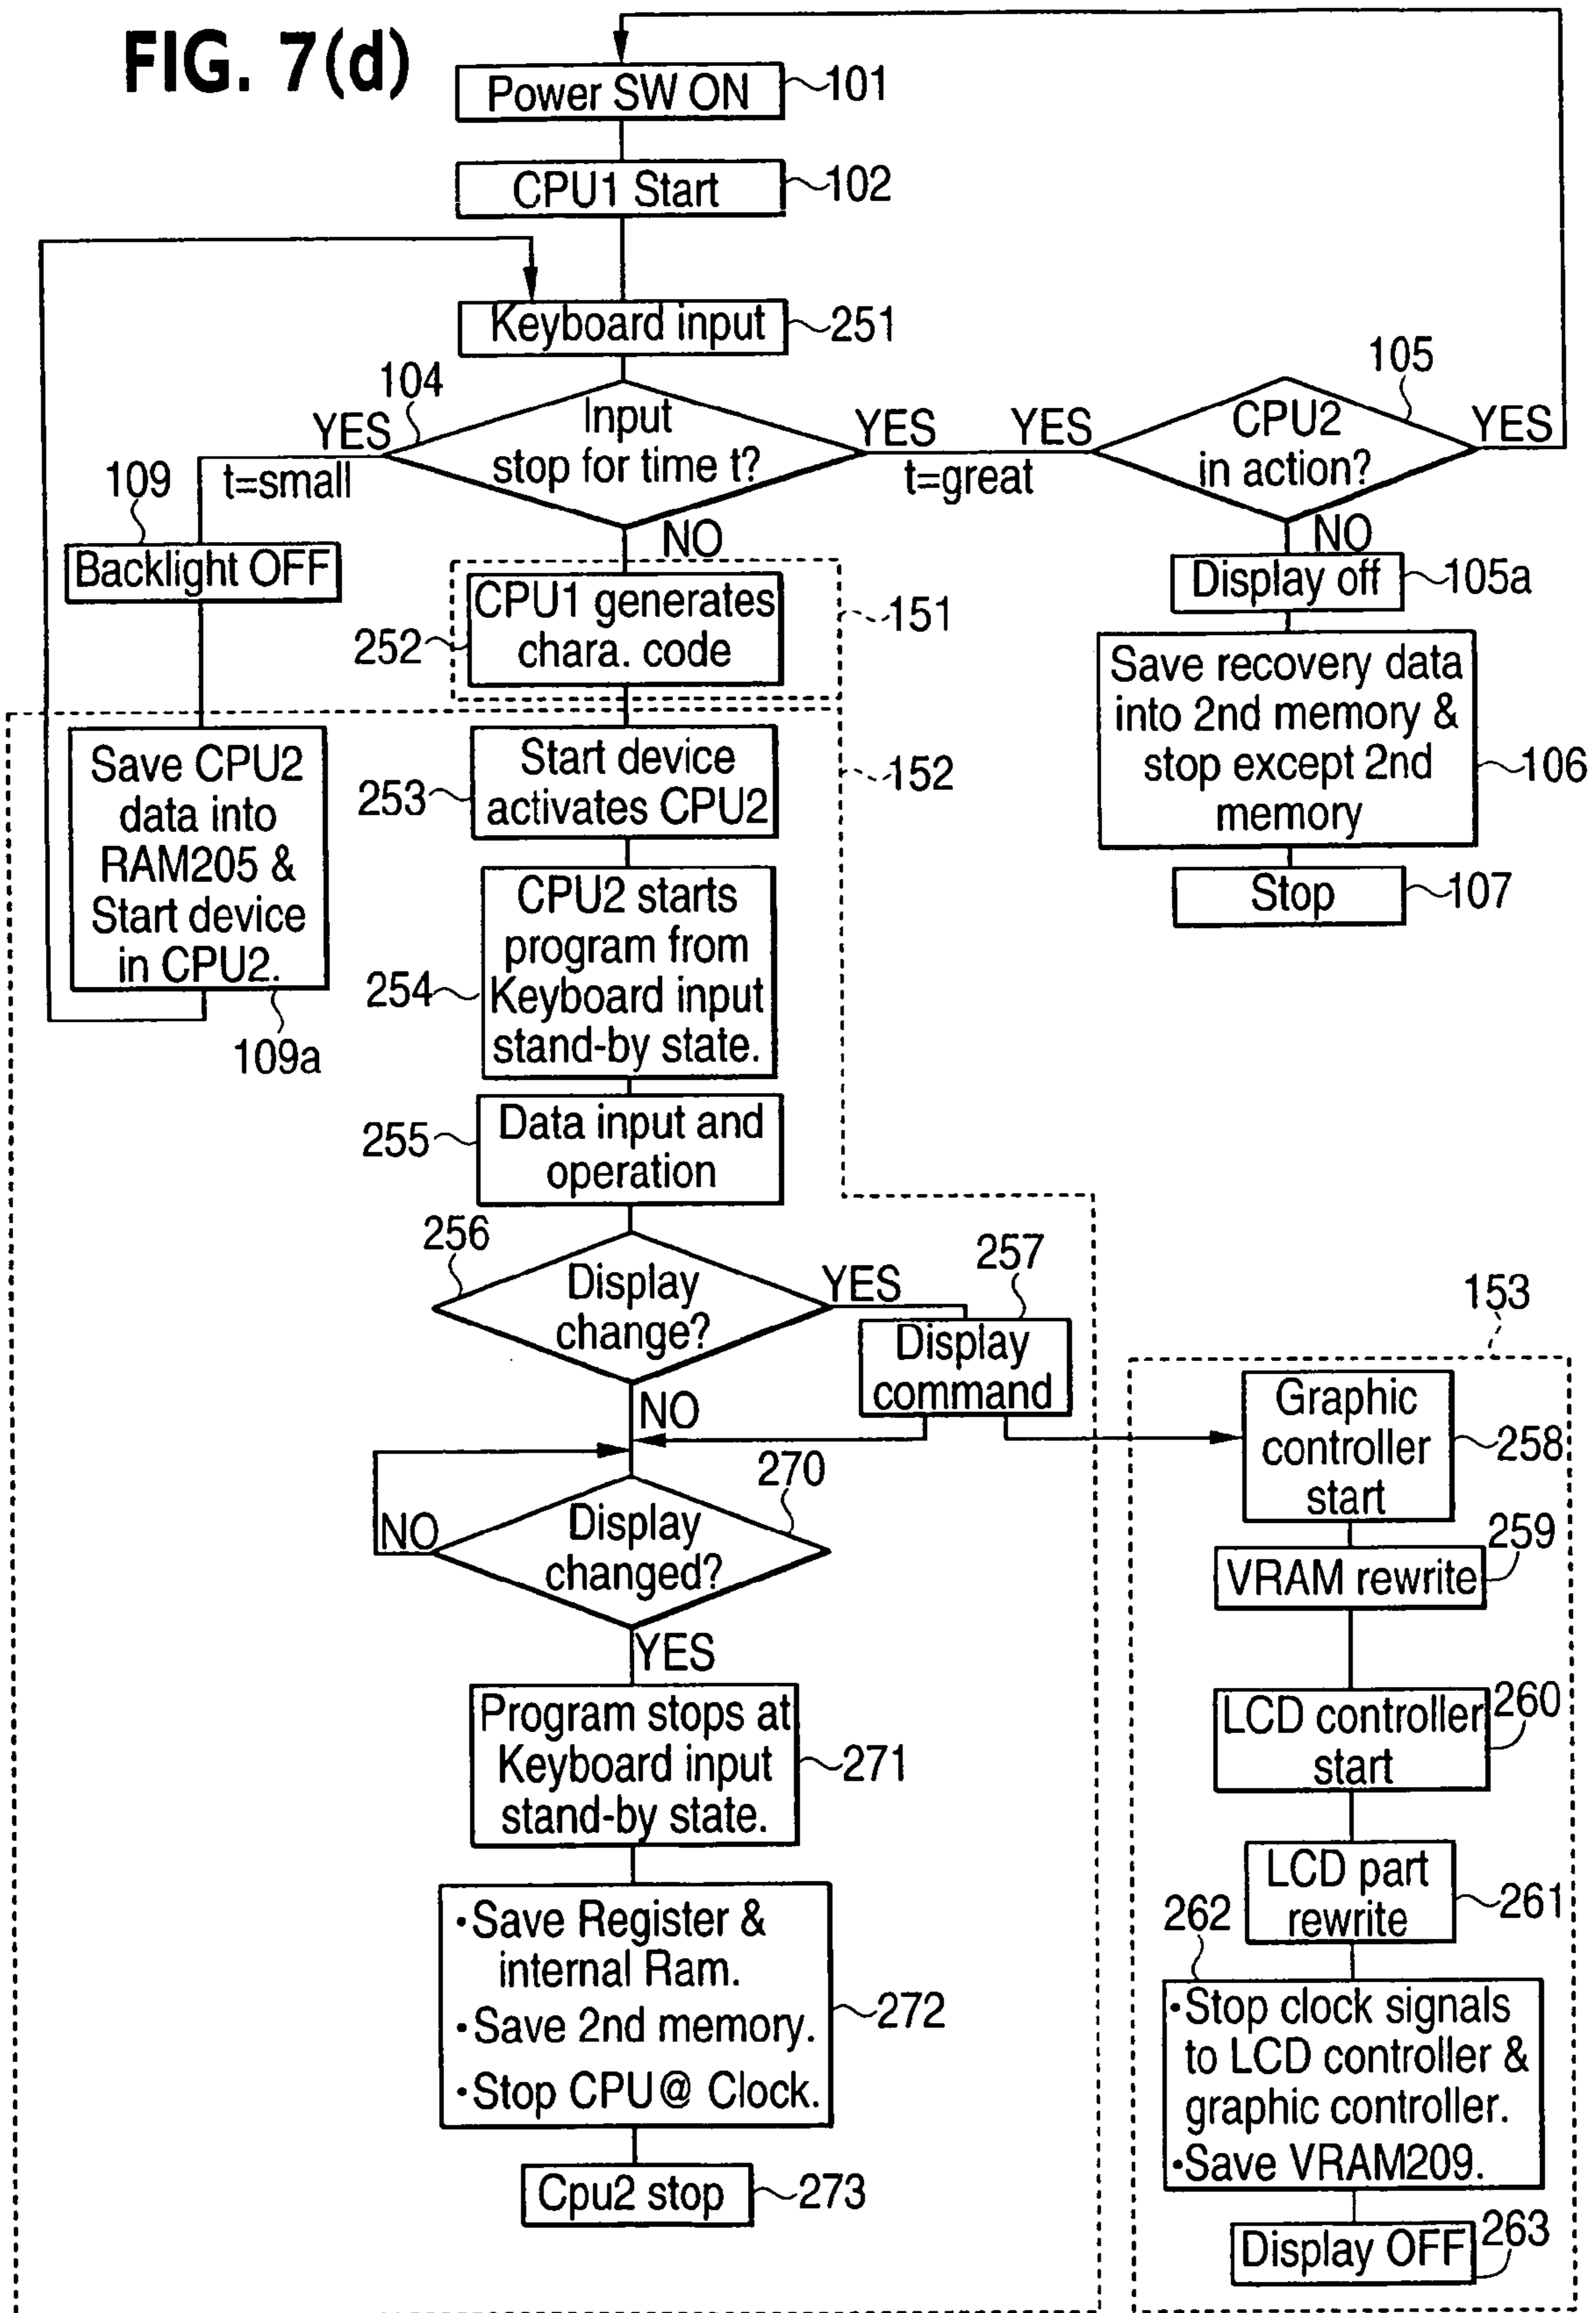 FIG. 7(d)
Power SW ON
101
CPU1 Start
102
Keyboard input
251
104
Input
stop for time t?
YES
t=small
YES
t=great
NO
YES
105
CPU2
in action?
YES
NO
109
Backlight OFF
Display off
105a
CPU1 generates
chara. code
252
151
Save recovery data
into 2nd memory &
stop except 2nd
memory
106
Stop
107
Save CPU2
data into
RAM205 &
Start device
in CPU2.
109a
Start device
activates CPU2
253
152
CPU2 starts
program from
Keyboard input
stand-by state.
254
Data input and
operation
255
256
Display
change?
YES
NO
257
Display
command
153
Graphic
controller
start
258
270
Display
changed?
NO
YES
VRAM rewrite
259
Program stops at
Keyboard input
stand-by state.
271
LCD controller
start
260
LCD part
rewrite
261
·Save Register &
internal Ram.
·Save 2nd memory.
·Stop CPU@ Clock.
272
262
·Stop clock signals
to LCD controller &
graphic controller.
·Save VRAM209.
Cpu2 stop
273
Display OFF
263